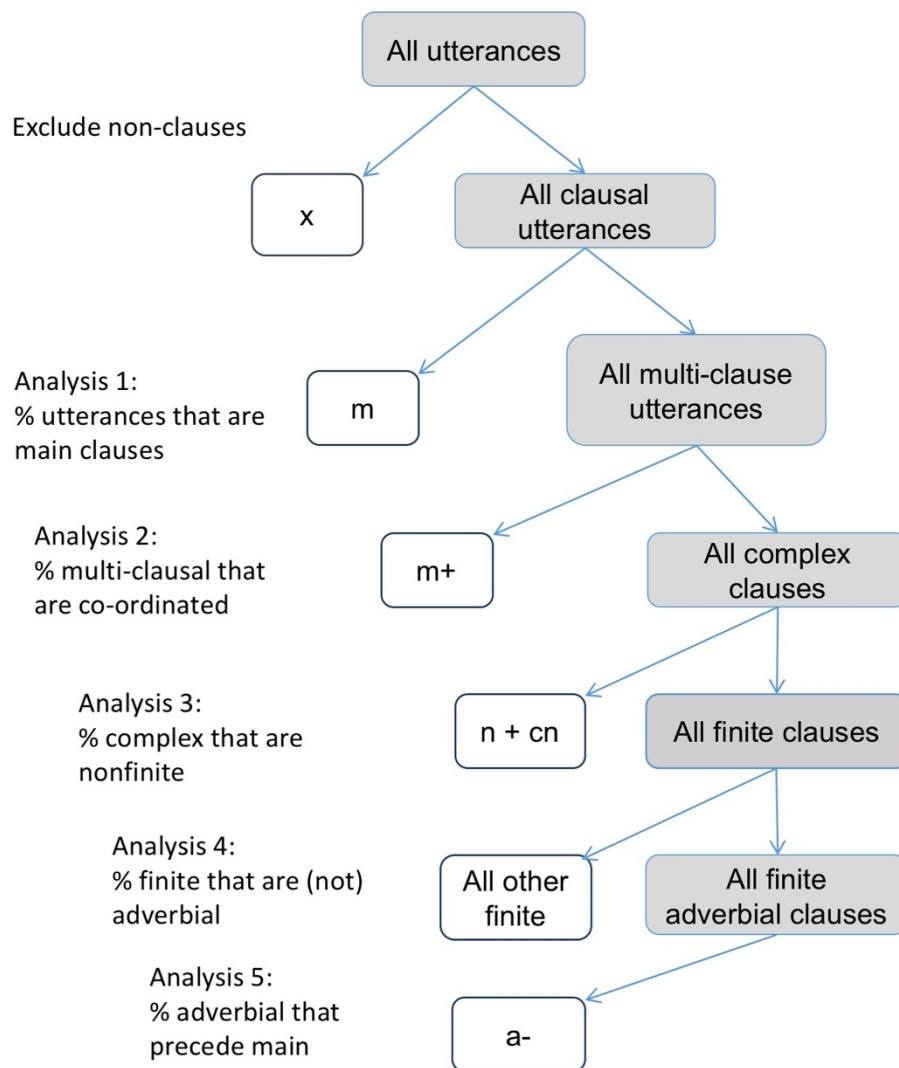 All utterances
Exclude non-clauses
x
All clausal
utterances
Analysis 1:
% utterances that are
main clauses
m
All multi-clause
utterances
Analysis 2:
% multi-clausal that
are co-ordinated
m+
All complex
clauses
Analysis 3:
% complex that are
nonfinite
n + cn
All finite clauses
Analysis 4:
% finite that are (not)
adverbial
All other
finite
All finite
adverbial clauses
Analysis 5:
% adverbial that
precede main
a-